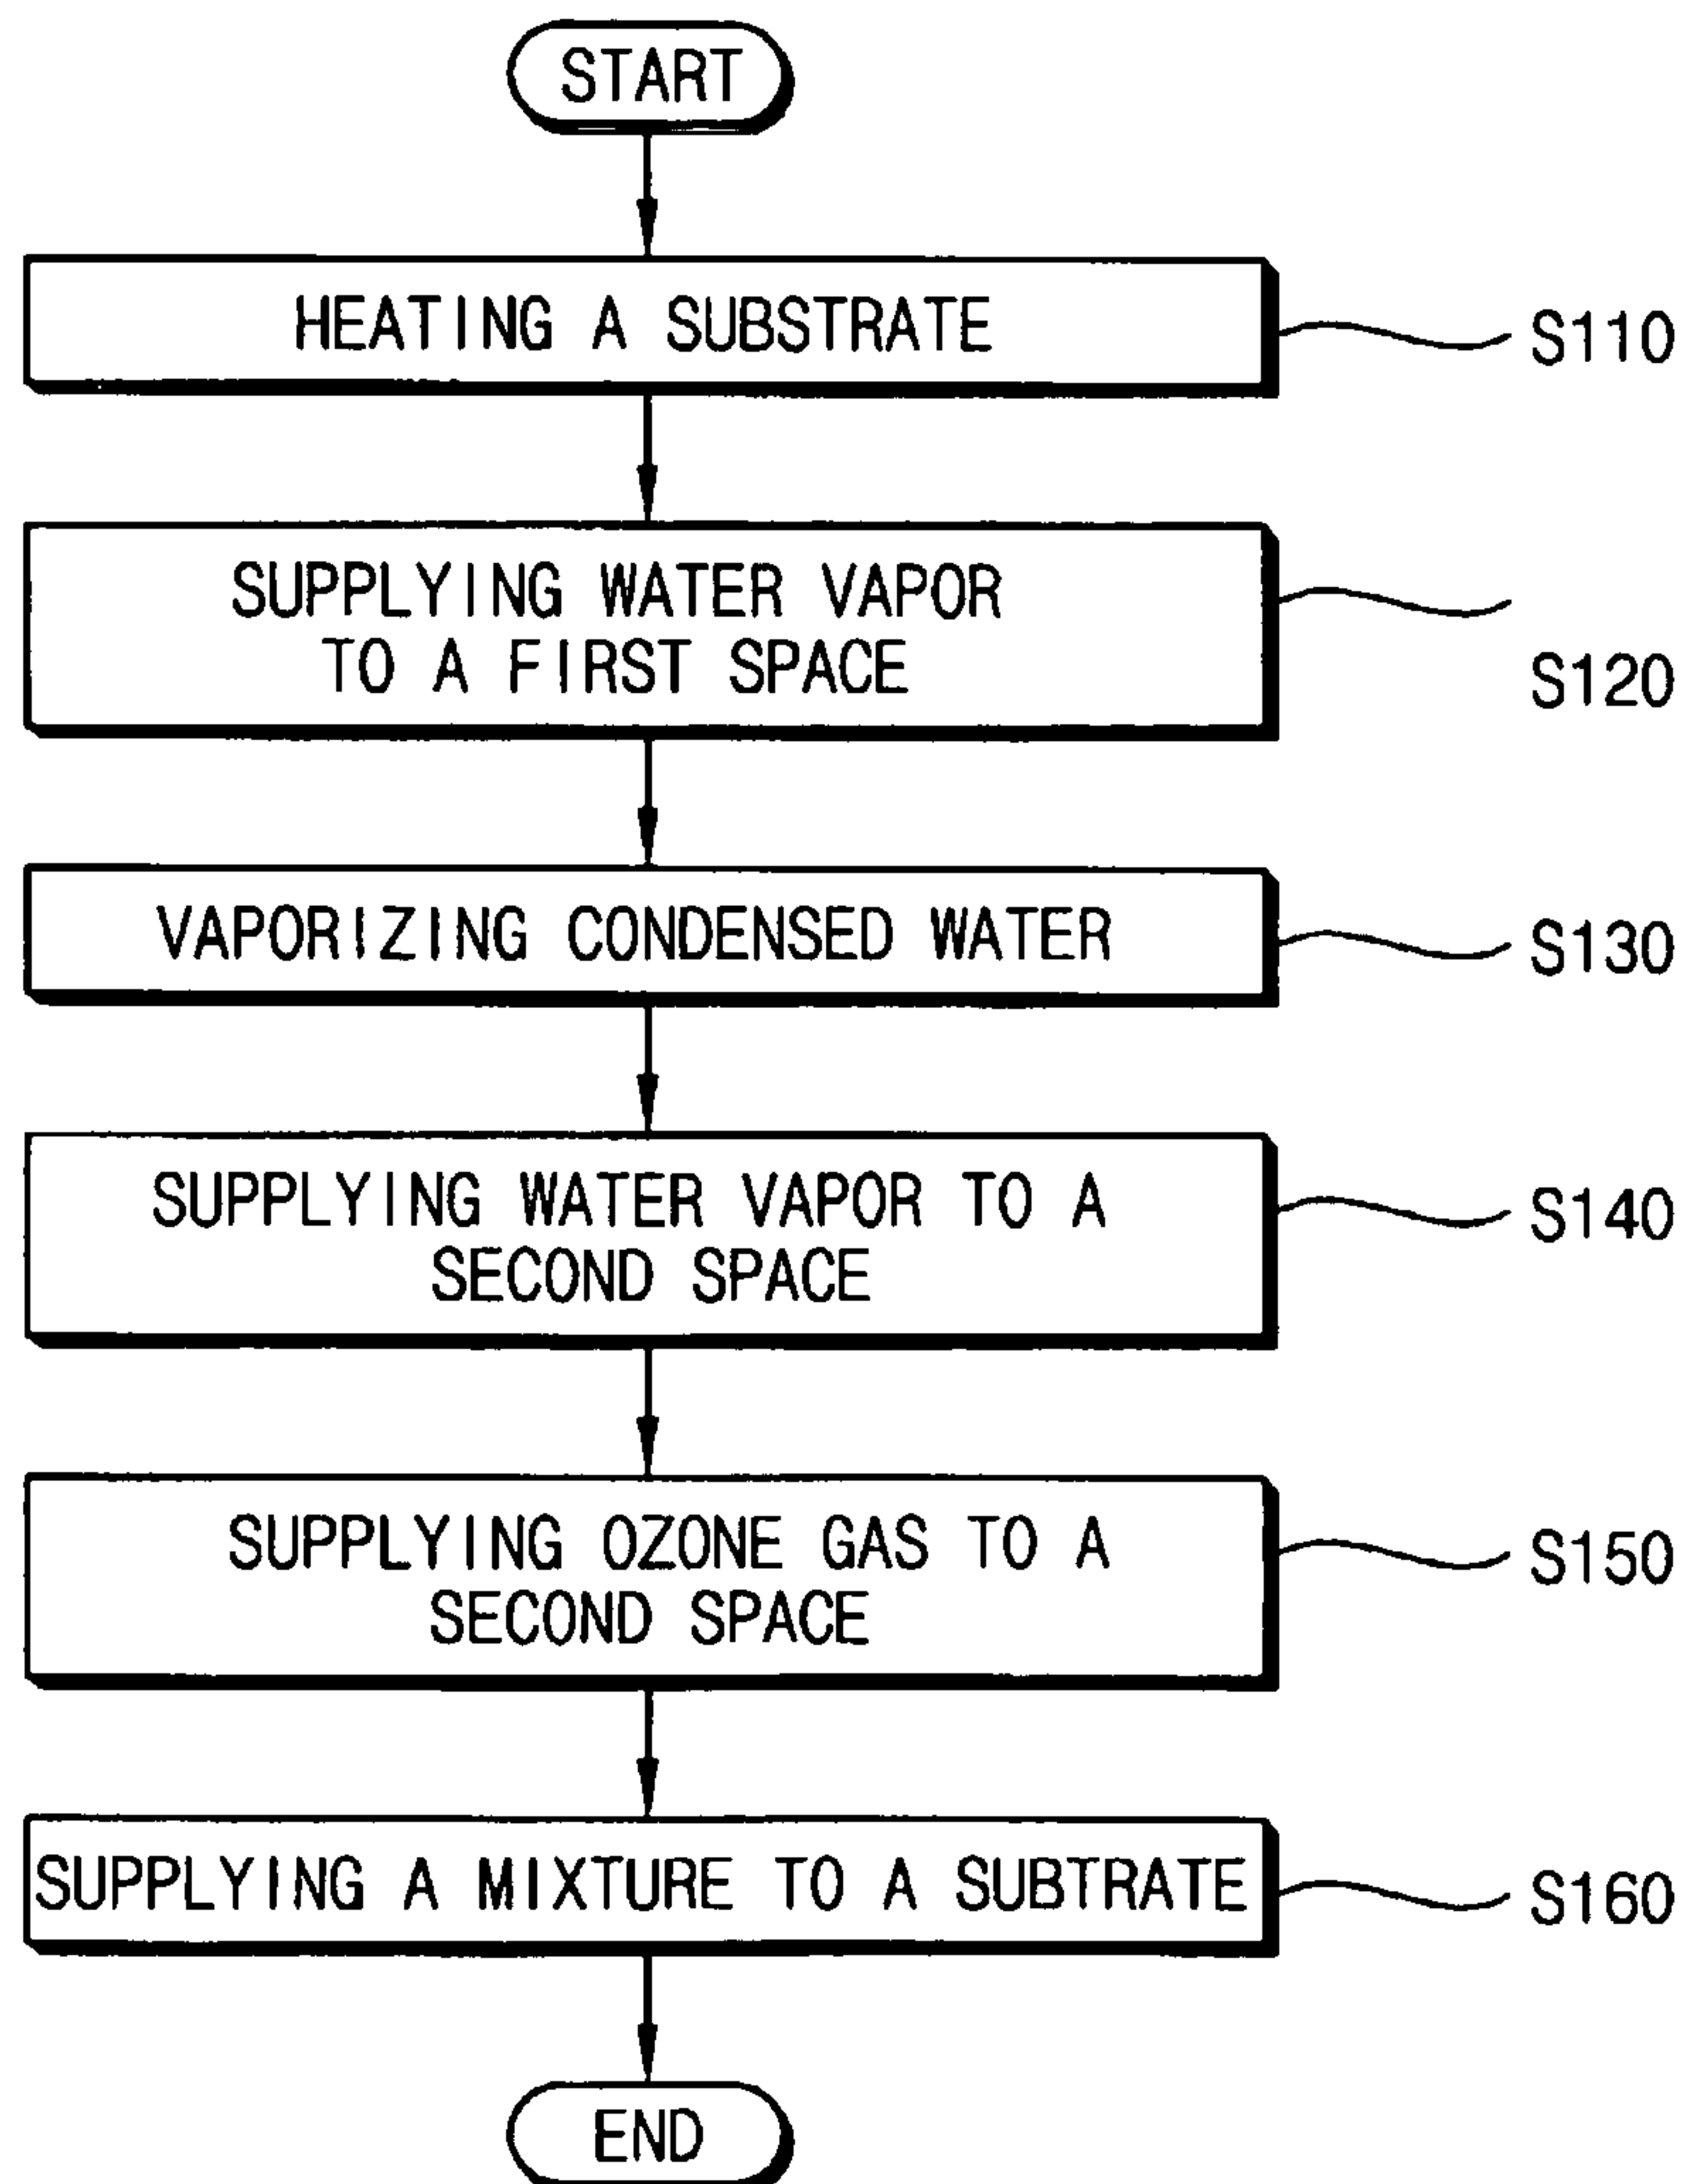 START
HEATING A SUBSTRATE
S110
SUPPLYING WATER VAPOR
TO A FIRST SPACE
S120
VAPORIZING CONDENSED WATER
S130
SUPPLYING WATER VAPOR TO A
SECOND SPACE
S140
SUPPLYING OZONE GAS TO A
SECOND SPACE
S150
SUPPLYING A MIXTURE TO A SUBTRATE
S160
END